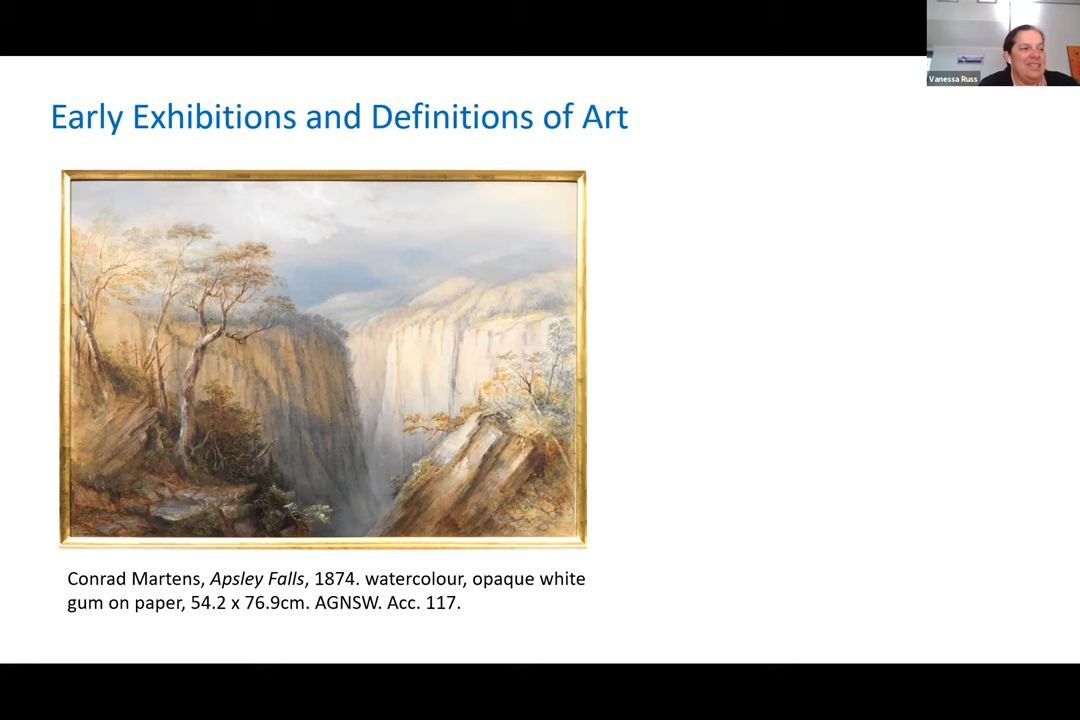 Vanessa Russ
Early Exhibitions and Definitions of Art
Conrad Martens, Apsley Falls, 1874. watercolour, opaque white
gum on paper, 54.2 x 76.9cm. AGNSW. Acc. 117.